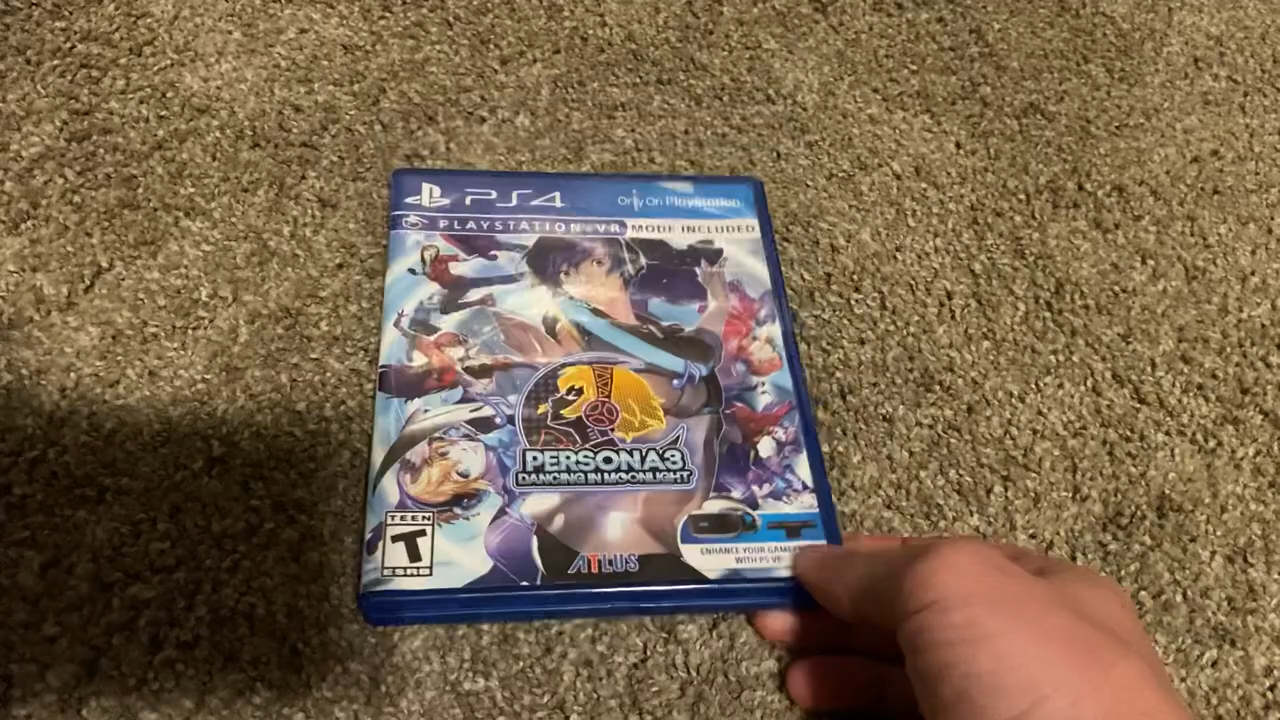 PS4
Only On PlayStation
PLAYSTATION VR MODE INCLUDED
PERSONA3
DANCING IN MOONLIGHT
TEEN
T
ESRB
ATLUS
ENHANCE YOUR
WITH PS VR